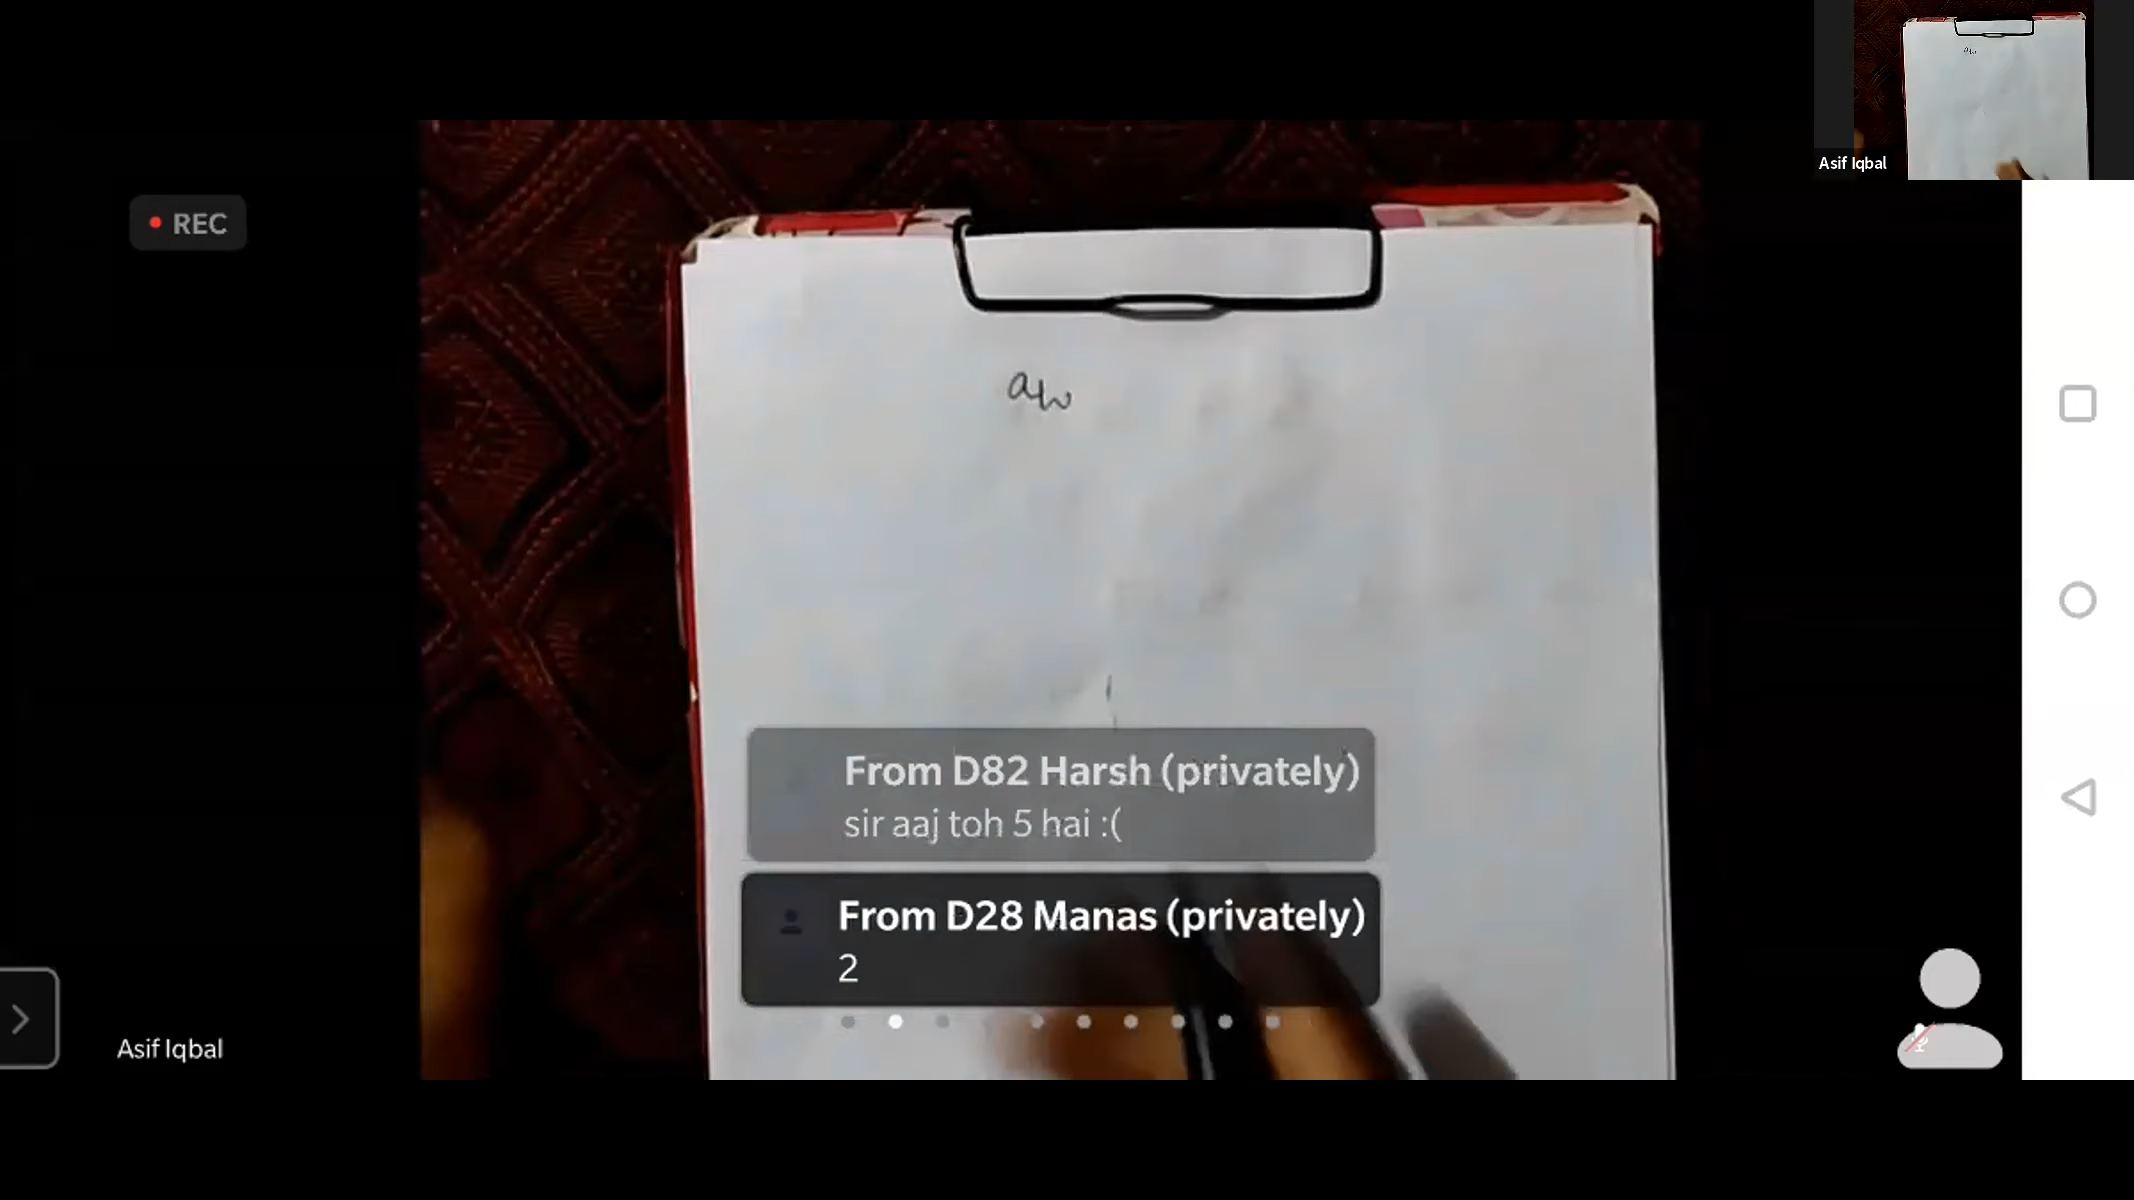 Asif Iqbal
REC
aw
From D82 Harsh (privately)
sir aaj toh 5 hai :(
From D28 Manas (privately)
2
Asif Iqbal